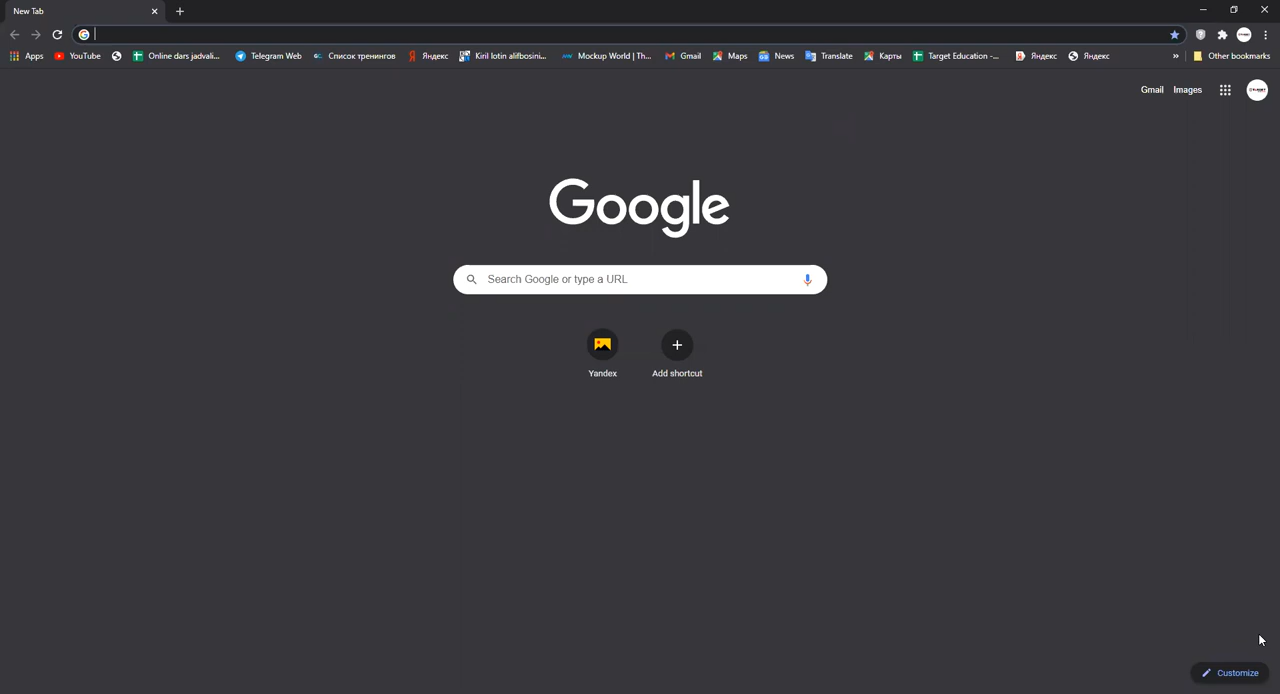 New Tab
Apps YouTube Online dars jadvali... Telegram Web Список тренингов Яндекс Kiril lotin alifbosini... Mockup World | Th... Gmail Maps News Translate Карты Target Education -... Яндекс Яндекс » Other bookmarks
Gmail Images
Google
Search Google or type a URL
Yandex Add shortcut
Customize